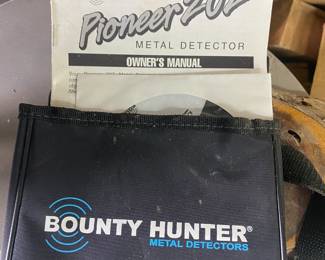 Pioneer 202
METAL DETECTOR
OWNER'S MANUAL
BOUNTY HUNTER®
METAL DETECTORS